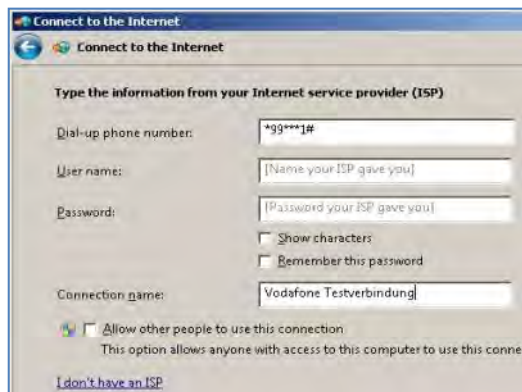 Connect to the Internet
Connect to the Internet
Type the information from your Internet service provider (ISP)
Dial-up phone number: *99***1#
User name: [Name your ISP gave you]
Password: [Password your ISP gave you]
Show characters
Remember this password
Connection name: Vodafone Testverbindung
Allow other people to use this connection
This option allows anyone with access to this computer to use this conne
I don't have an ISP